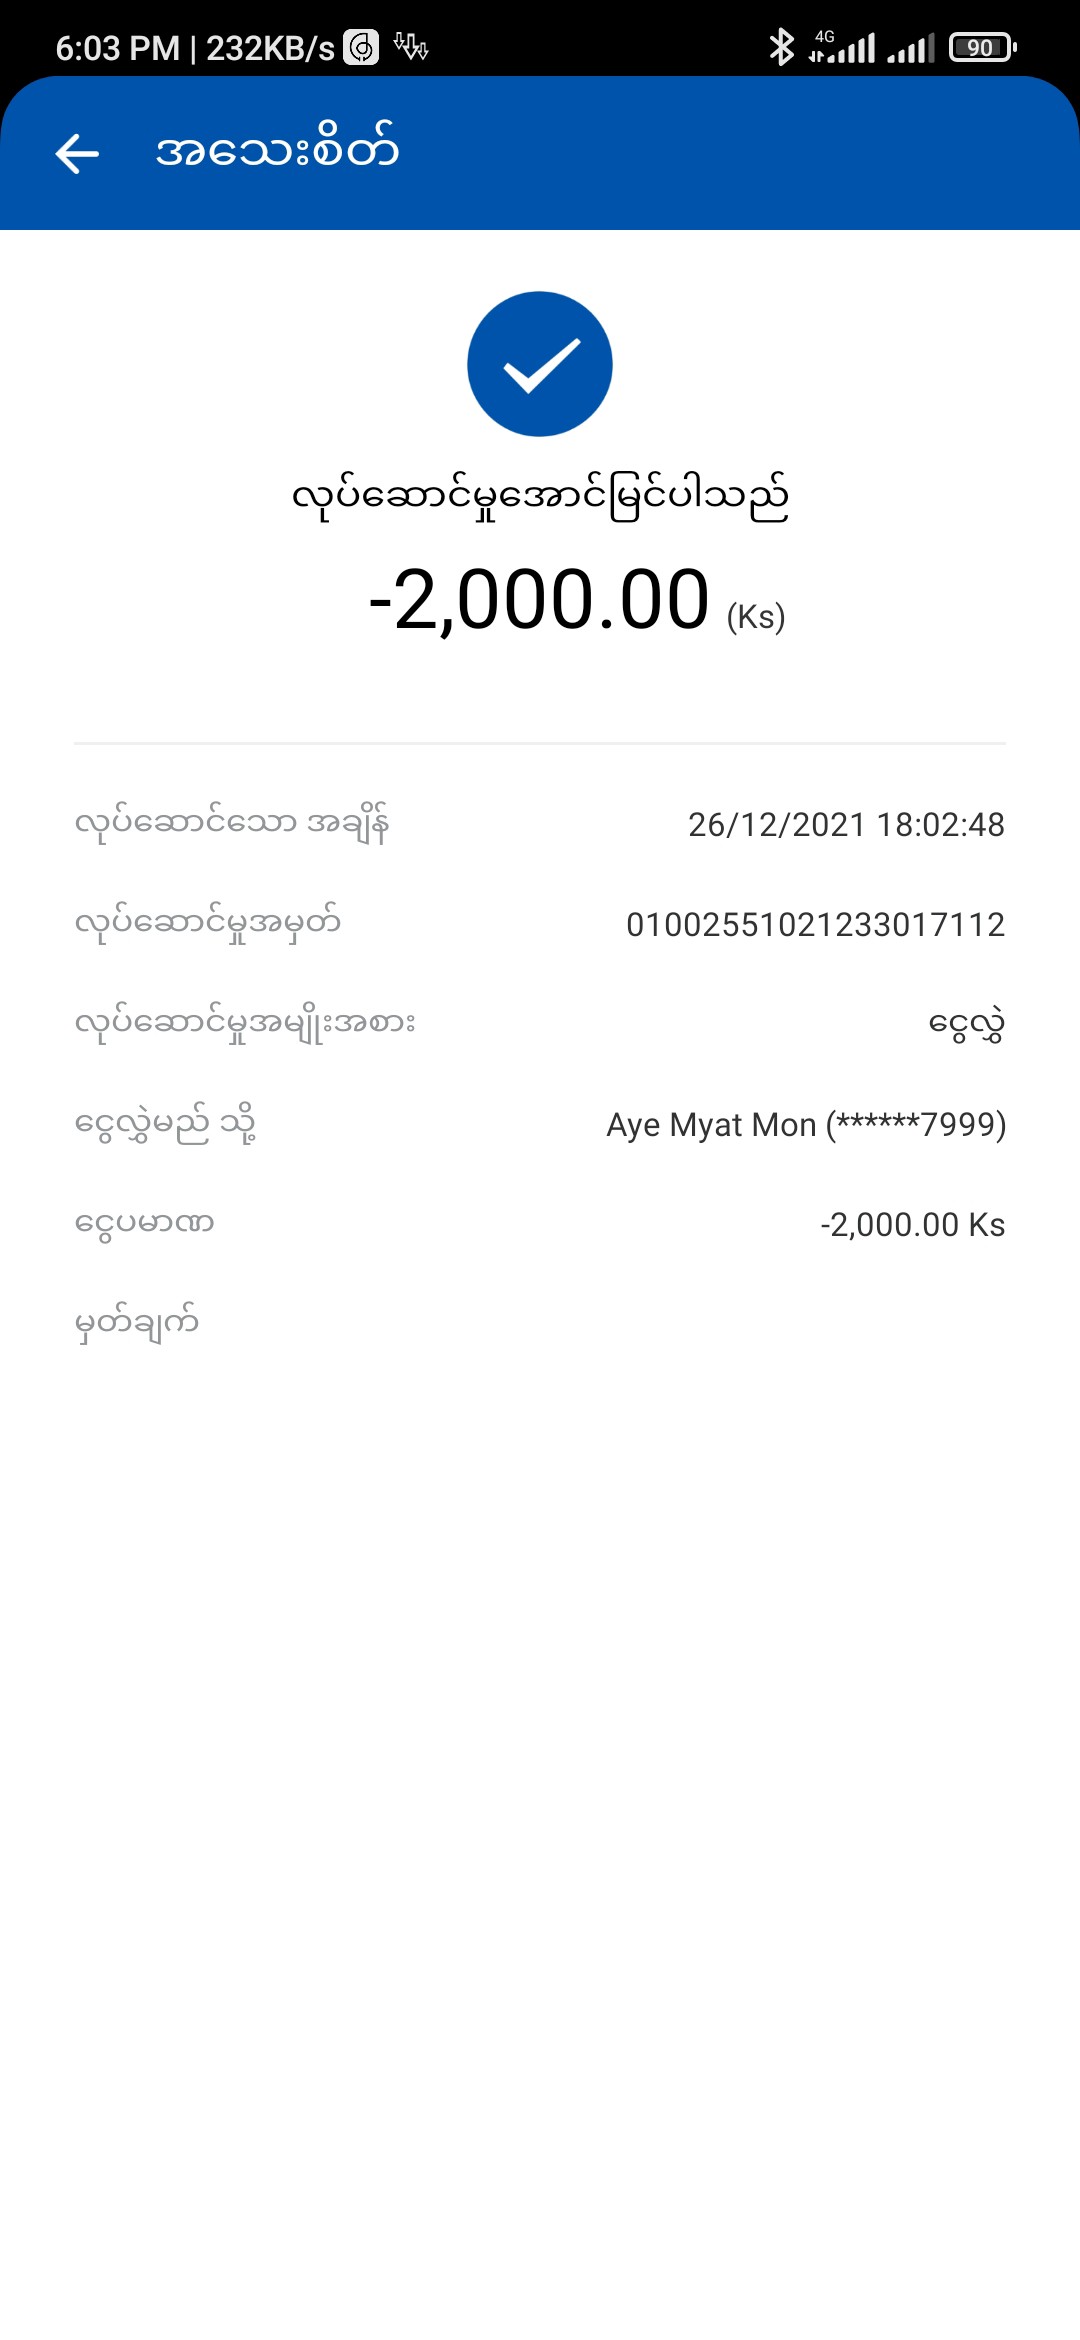 6:03 PM | 232KB/s
4G
90
အသေးစိတ်
လုပ်ဆောင်မှုအောင်မြင်ပါသည်
-2,000.00 (Ks)
လုပ်ဆောင်သော အချိန် 26/12/2021 18:02:48
လုပ်ဆောင်မှုအမှတ် 01002551021233017112
လုပ်ဆောင်မှုအမျိုးအစား ငွေလွှဲ
ငွေလွှဲမည် သို့ Aye Myat Mon (******7999)
ငွေပမာဏ -2,000.00 Ks
မှတ်ချက်